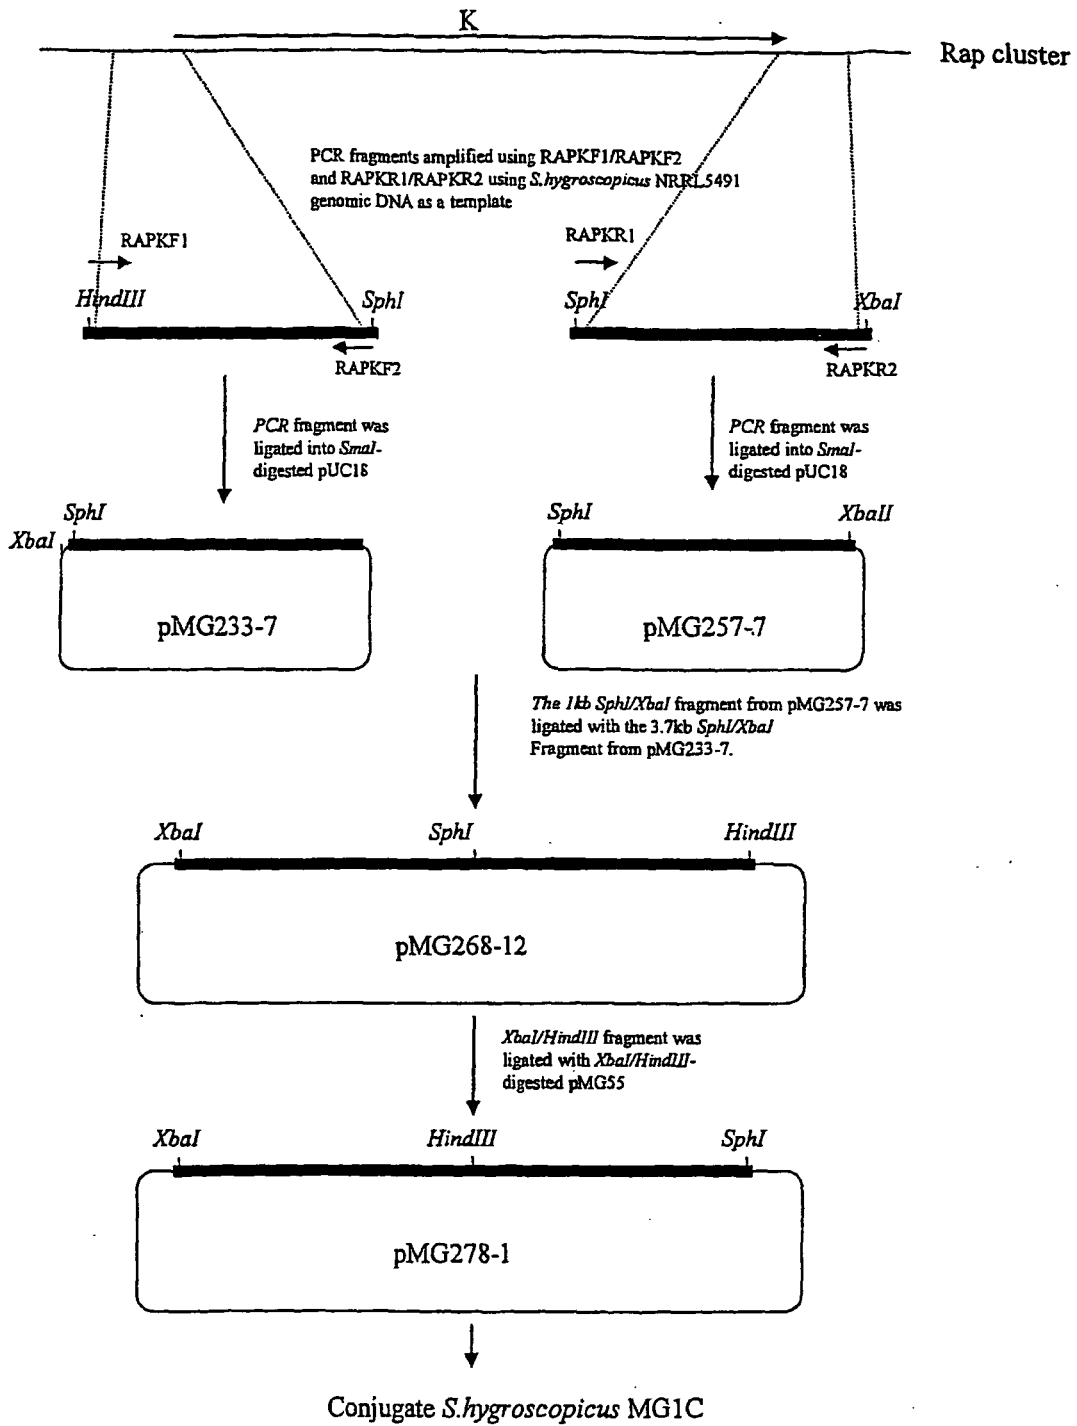 K
Rap cluster
PCR fragments amplified using RAPKF1/RAPKF2
and RAPKR1/RAPKR2 using S.hygroscopicus NRRL5491
genomic DNA as a template
RAPKF1
RAPKR1
HindIII
SphI
SphI
XbaI
RAPKF2
RAPKR2
PCR fragment was
ligated into SmaI-
digested pUC18
PCR fragment was
ligated into SmaI-
digested pUC18
SphI
XbaI
SphI
XbaII
pMG233-7
pMG257-7
The 1kb SphI/XbaI fragment from pMG257-7 was
ligated with the 3.7kb SphI/XbaI
Fragment from pMG233-7.
XbaI
SphI
HindIII
pMG268-12
XbaI/HindIII fragment was
ligated with XbaI/HindIII-
digested pMG55
XbaI
HindIII
SphI
pMG278-1
Conjugate S.hygroscopicus MG1C